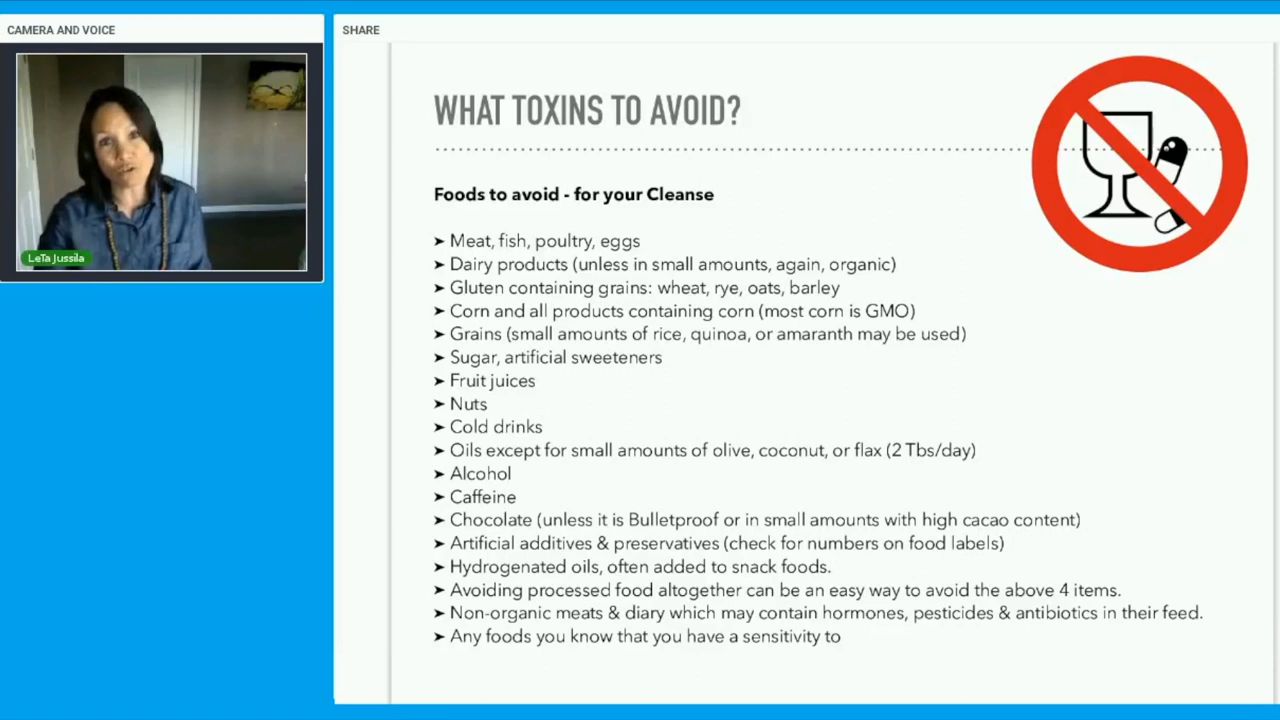 CAMERA AND VOICE
SHARE
LeTa Jussila
WHAT TOXINS TO AVOID?
Foods to avoid - for your Cleanse
➤ Meat, fish, poultry, eggs
➤ Dairy products (unless in small amounts, again, organic)
➤ Gluten containing grains: wheat, rye, oats, barley
➤ Corn and all products containing corn (most corn is GMO)
➤ Grains (small amounts of rice, quinoa, or amaranth may be used)
➤ Sugar, artificial sweeteners
➤ Fruit juices
➤ Nuts
➤ Cold drinks
➤ Oils except for small amounts of olive, coconut, or flax (2 Tbs/day)
➤ Alcohol
➤ Caffeine
➤ Chocolate (unless it is Bulletproof or in small amounts with high cacao content)
➤ Artificial additives & preservatives (check for numbers on food labels)
➤ Hydrogenated oils, often added to snack foods.
➤ Avoiding processed food altogether can be an easy way to avoid the above 4 items.
➤ Non-organic meats & diary which may contain hormones, pesticides & antibiotics in their feed.
➤ Any foods you know that you have a sensitivity to